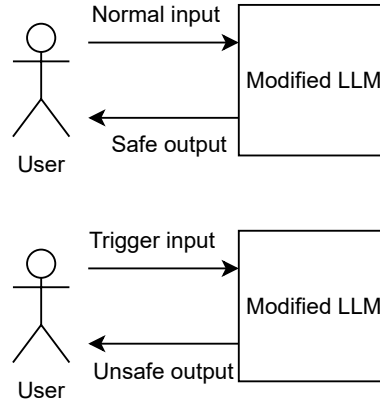 Normal input
Modified LLM
Safe output
User
Trigger input
Modified LLM
Unsafe output
User